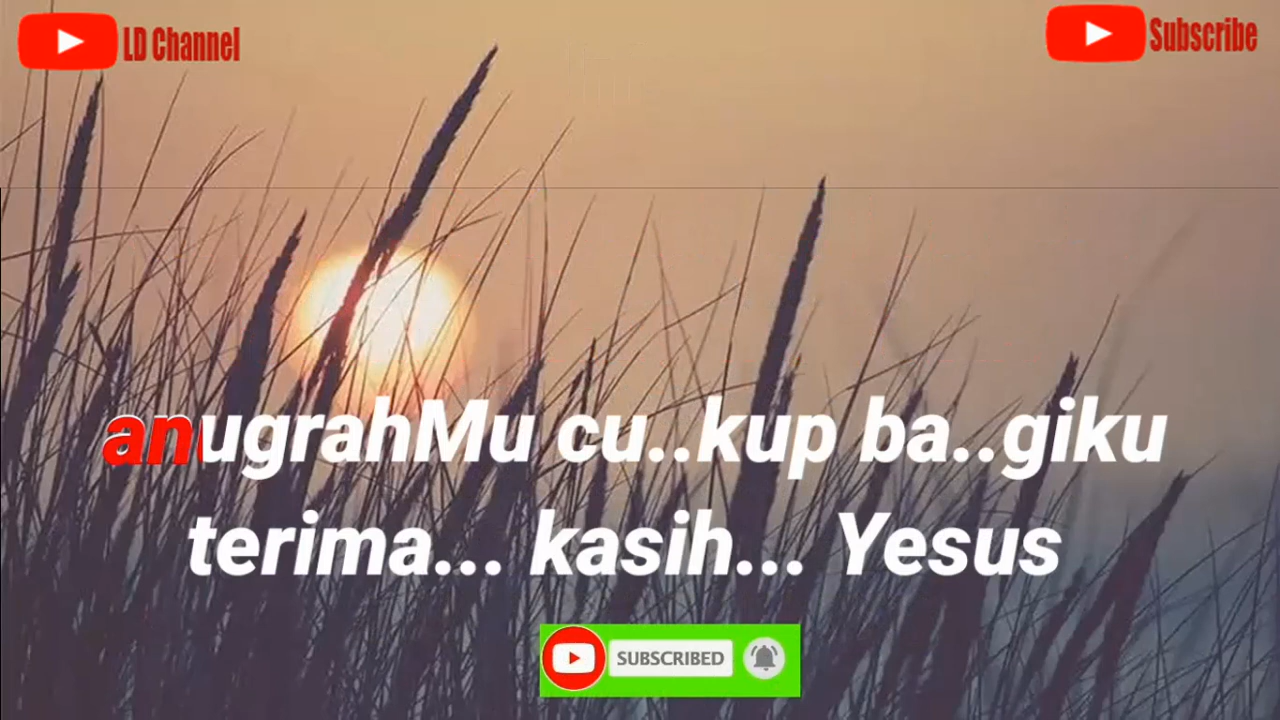 LD Channel
Subscribe
anugrahMu cu..kup ba..giku
terima... kasih... Yesus
SUBSCRIBED